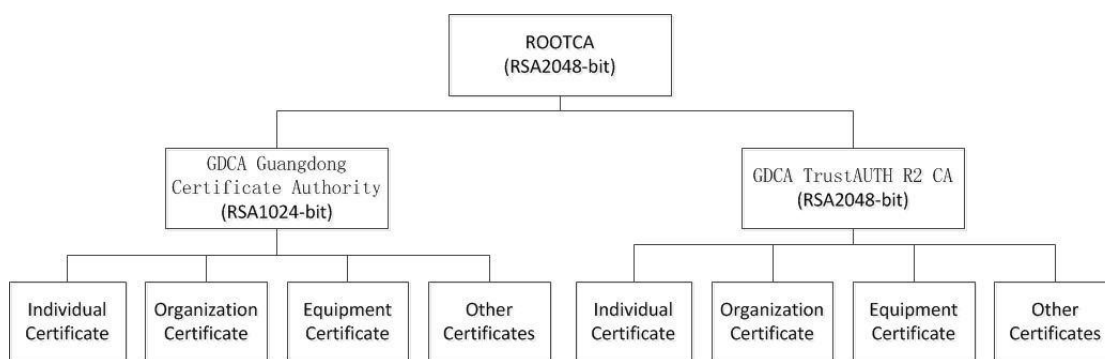 ROOTCA
(RSA2048-bit)
GDCA Guangdong
Certificate Authority
(RSA1024-bit)
GDCA TrustAUTH R2 CA
(RSA2048-bit)
Individual
Certificate
Organization
Certificate
Equipment
Certificate
Other
Certificates
Individual
Certificate
Organization
Certificate
Equipment
Certificate
Other
Certificates